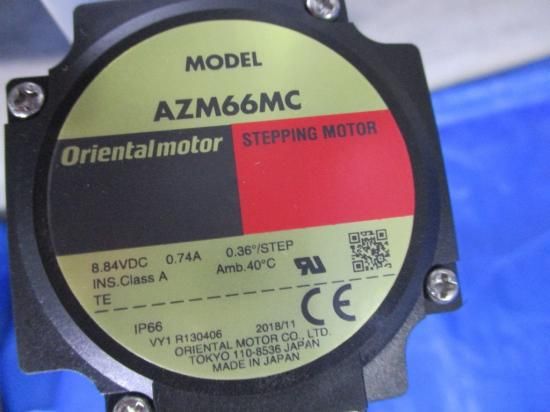 MODEL
AZM66MC
Orientalmotor
STEPPING MOTOR
8.84VDC 0.74A 0.36°/STEP
INS.Class A Amb.40°C
TE
IP66
VY1 R130406 2018/11
ORIENTAL MOTOR CO., LTD.
TOKYO 110-8536 JAPAN
MADE IN JAPAN